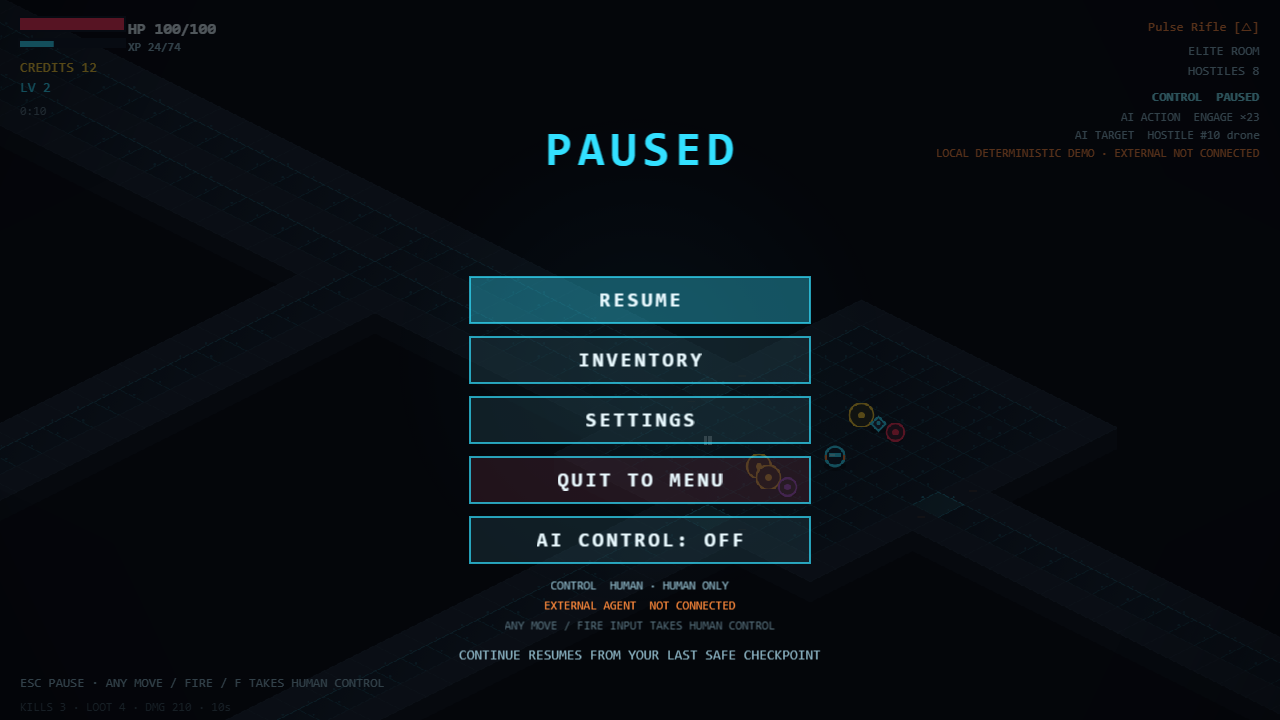 HP 100/100
XP 24/74
CREDITS 12
LV 2
0:10
Pulse Rifle [△]
ELITE ROOM
HOSTILES 8
CONTROL PAUSED
AI ACTION ENGAGE ×23
AI TARGET HOSTILE #10 drone
LOCAL DETERMINISTIC DEMO · EXTERNAL NOT CONNECTED
PAUSED
RESUME
INVENTORY
SETTINGS
QUIT TO MENU
AI CONTROL: OFF
CONTROL HUMAN · HUMAN ONLY
EXTERNAL AGENT NOT CONNECTED
ANY MOVE / FIRE INPUT TAKES HUMAN CONTROL
CONTINUE RESUMES FROM YOUR LAST SAFE CHECKPOINT
ESC PAUSE · ANY MOVE / FIRE / F TAKES HUMAN CONTROL
KILLS 3 · LOOT 4 · DMG 210 · 10s